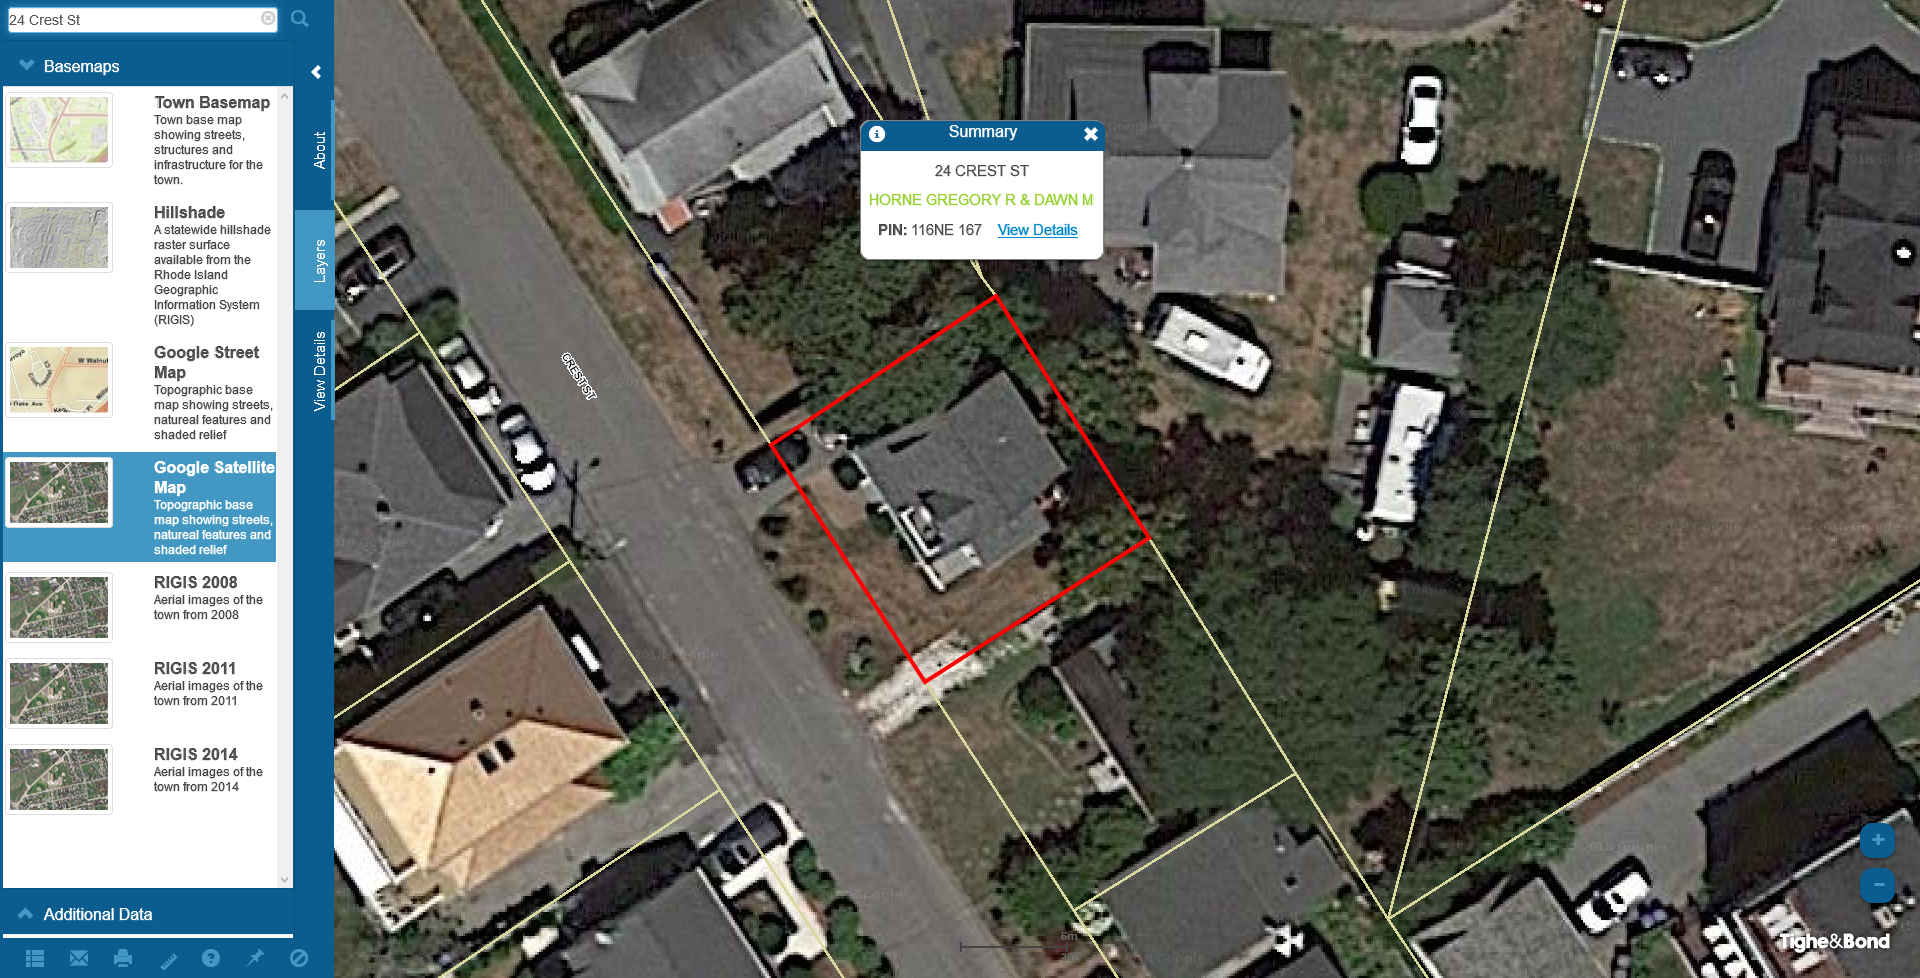 24 Crest St
Basemaps
Town Basemap
Town base map
showing streets,
structures and
infrastructure for the
town.
Hillshade
A statewide hillshade
raster surface
available from the
Rhode Island
Geographic
Information System
(RIGIS)
Google Street
Map
Topographic base
map showing streets,
natureal features and
shaded relief
Google Satellite
Map
Topographic base
map showing streets,
natureal features and
shaded relief
RIGIS 2008
Aerial images of the
town from 2008
RIGIS 2011
Aerial images of the
town from 2011
RIGIS 2014
Aerial images of the
town from 2014
Additional Data
About
Layers
View Details
Summary
24 CREST ST
HORNE GREGORY R & DAWN M
PIN: 116NE 167 View Details
CREST ST
W Walnut
Oaks Ave
6m
Tighe&Bond